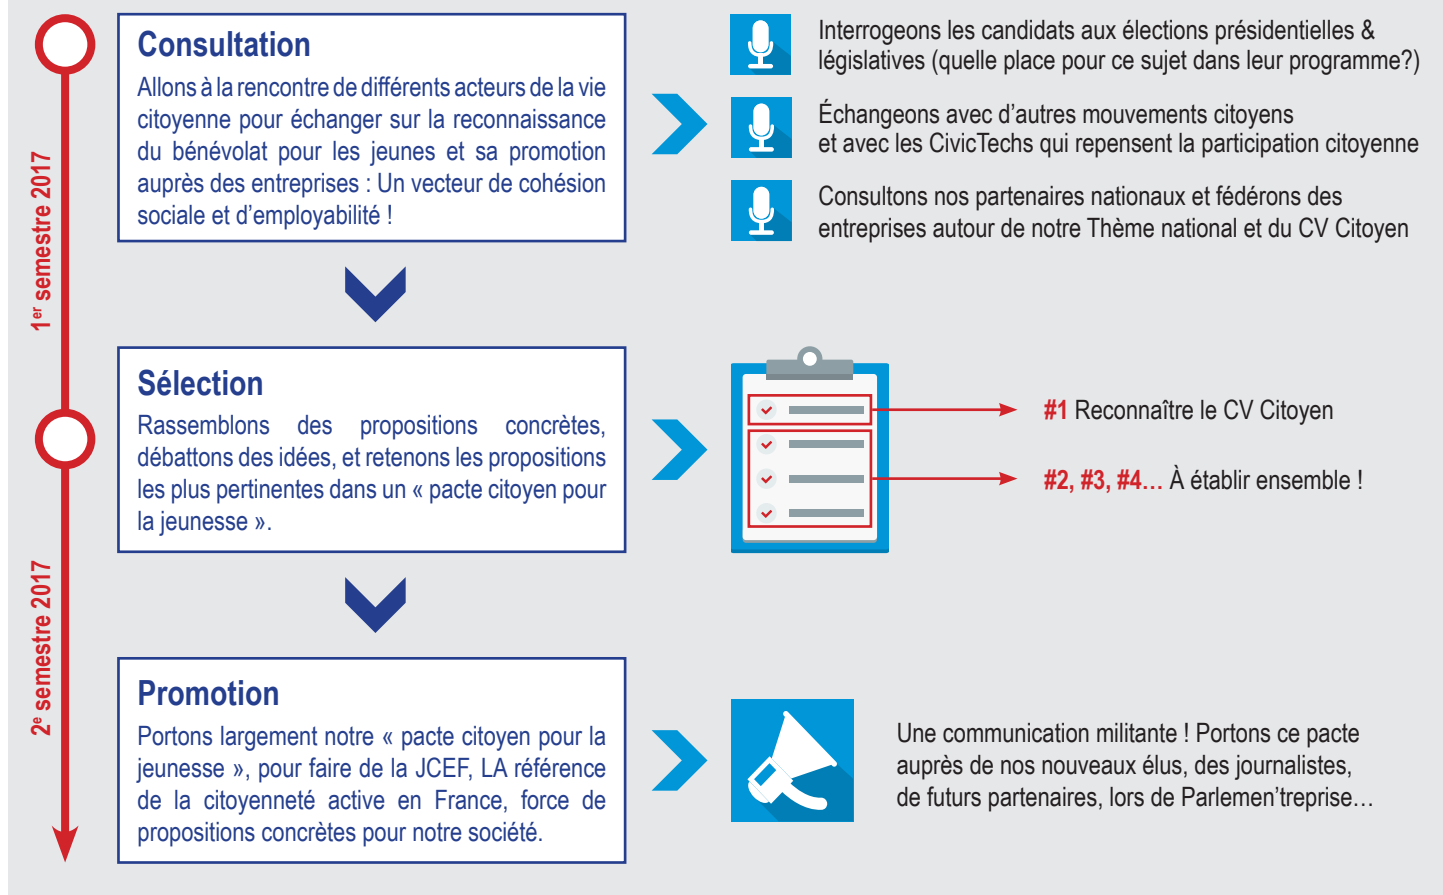 1er semestre 2017
Consultation
Allons à la rencontre de différents acteurs de la vie
citoyenne pour échanger sur la reconnaissance
du bénévolat pour les jeunes et sa promotion
auprès des entreprises : Un vecteur de cohésion
sociale et d’employabilité !
Interrogeons les candidats aux élections présidentielles &
législatives (quelle place pour ce sujet dans leur programme?)
Échangeons avec d’autres mouvements citoyens
et avec les CivicTechs qui repensent la participation citoyenne
Consultons nos partenaires nationaux et fédérons des
entreprises autour de notre Thème national et du CV Citoyen
Sélection
Rassemblons des propositions concrètes,
débattons des idées, et retenons les propositions
les plus pertinentes dans un « pacte citoyen pour
la jeunesse ».
#1 Reconnaître le CV Citoyen
#2, #3, #4… À établir ensemble !
2e semestre 2017
Promotion
Portons largement notre « pacte citoyen pour la
jeunesse », pour faire de la JCEF, LA référence
de la citoyenneté active en France, force de
propositions concrètes pour notre société.
Une communication militante ! Portons ce pacte
auprès de nos nouveaux élus, des journalistes,
de futurs partenaires, lors de Parlemen’treprise…